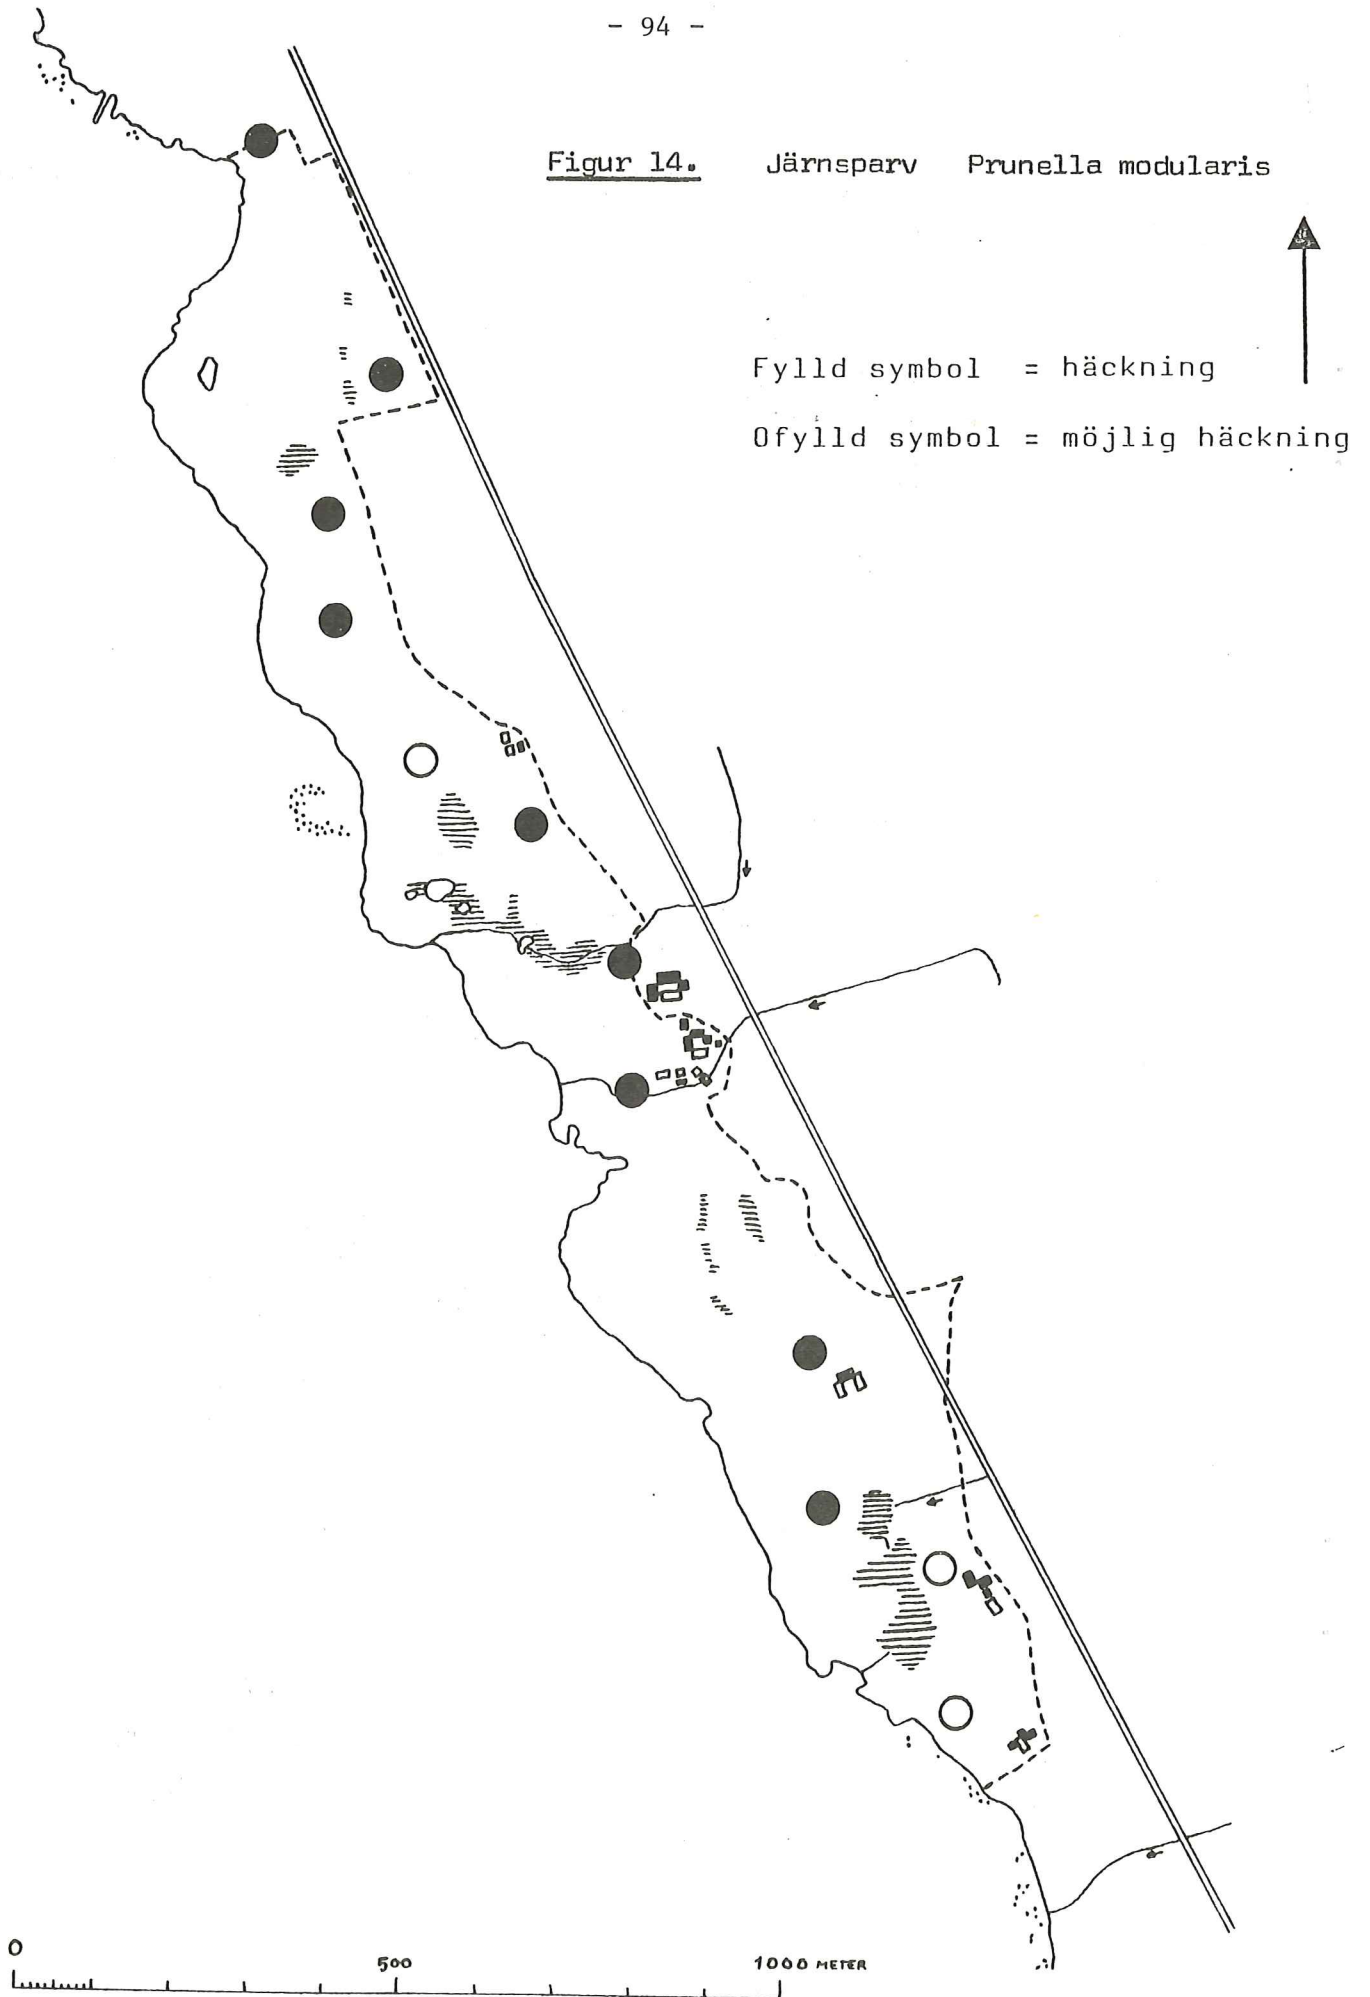 - 94 -
Figur 14. Järnsparv Prunella modularis
Fylld symbol = häckning
Ofylld symbol = möjlig häckning
0 500 1000 METER